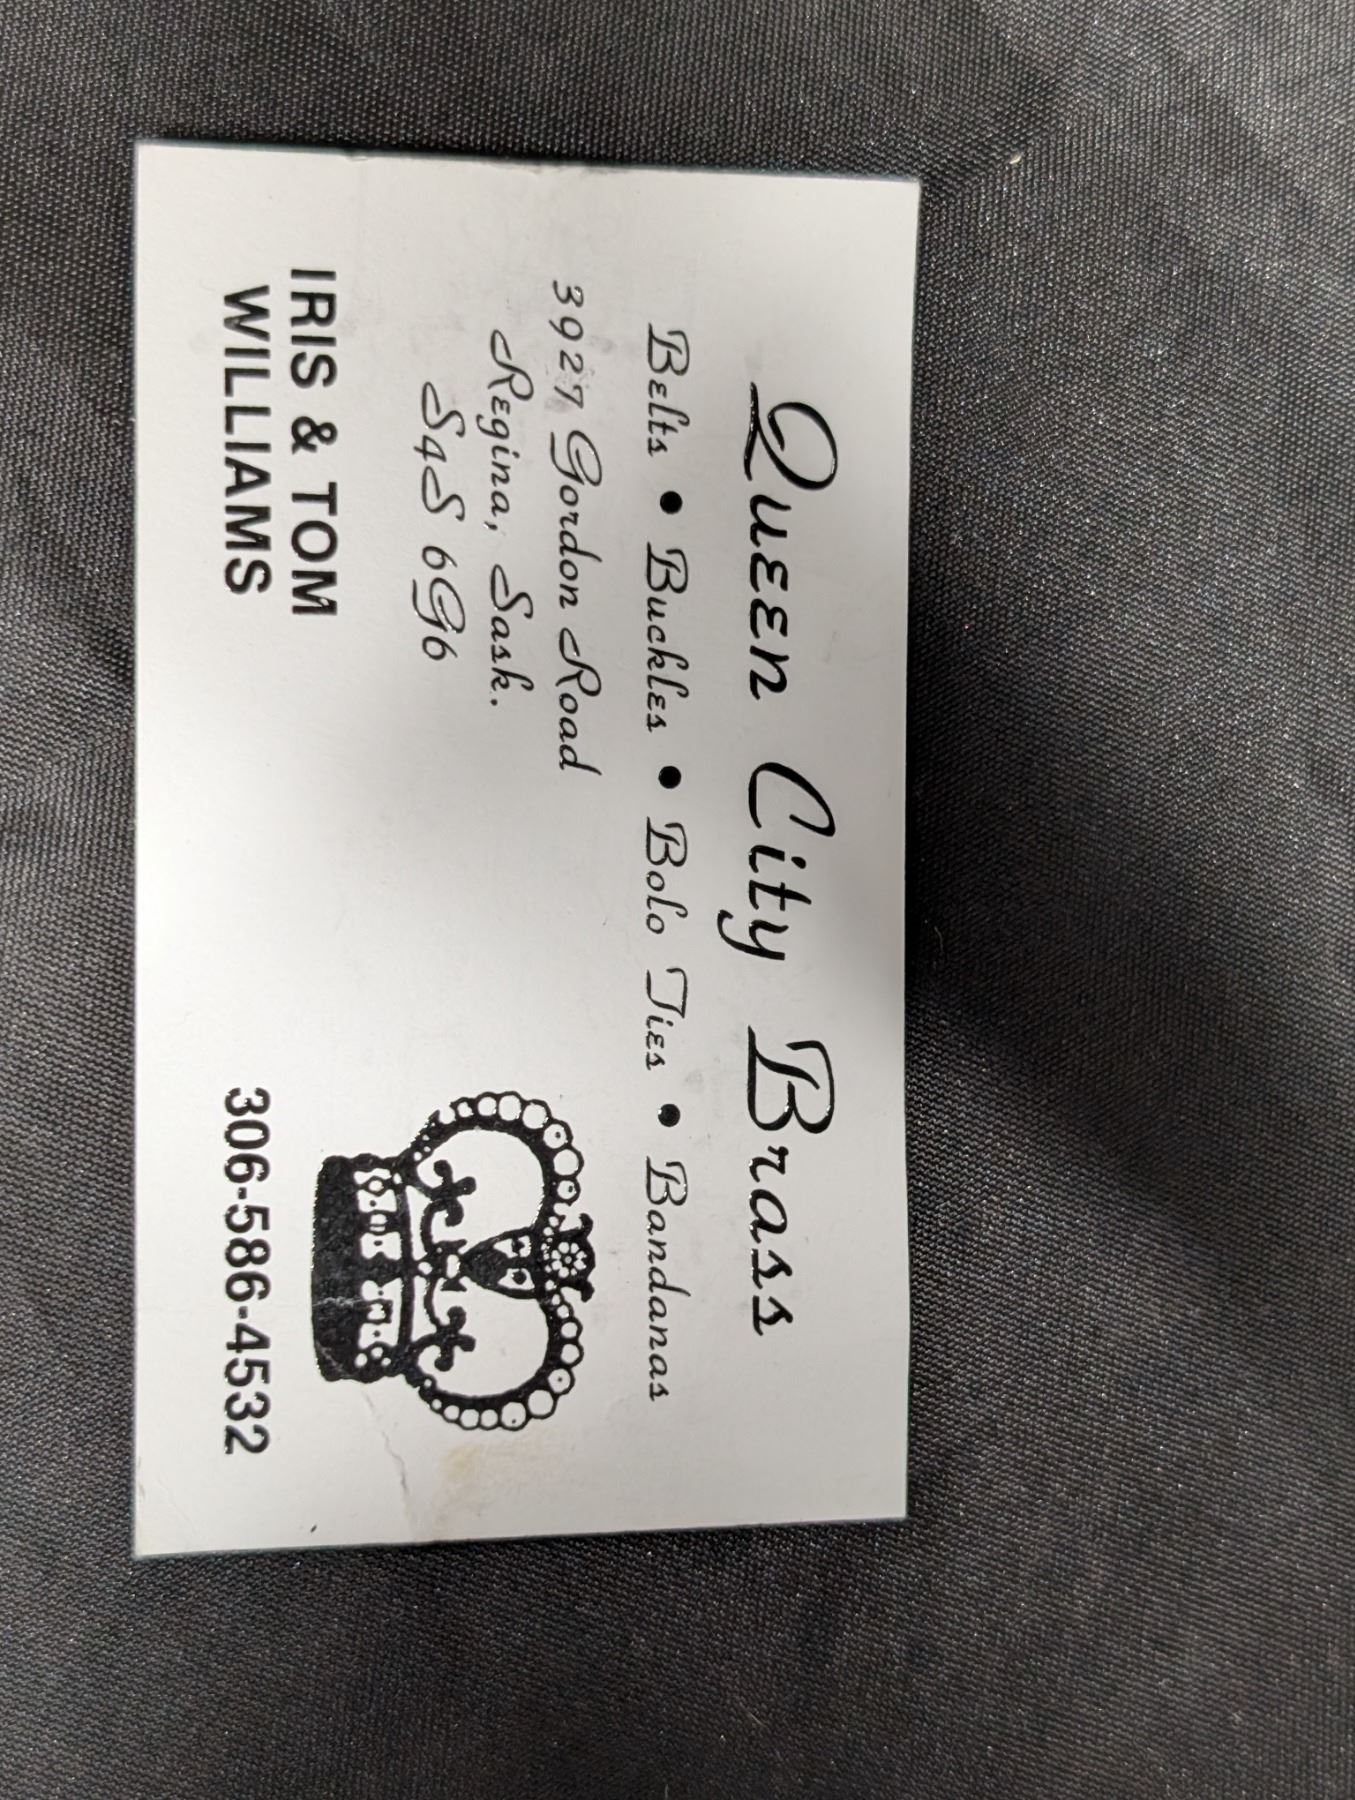 Queen City Brass
Belts • Buckles • Bolo Ties • Bandanas
3927 Gordon Road
Regina, Sask.
S4S 6G6
IRIS & TOM
WILLIAMS
306-586-4532